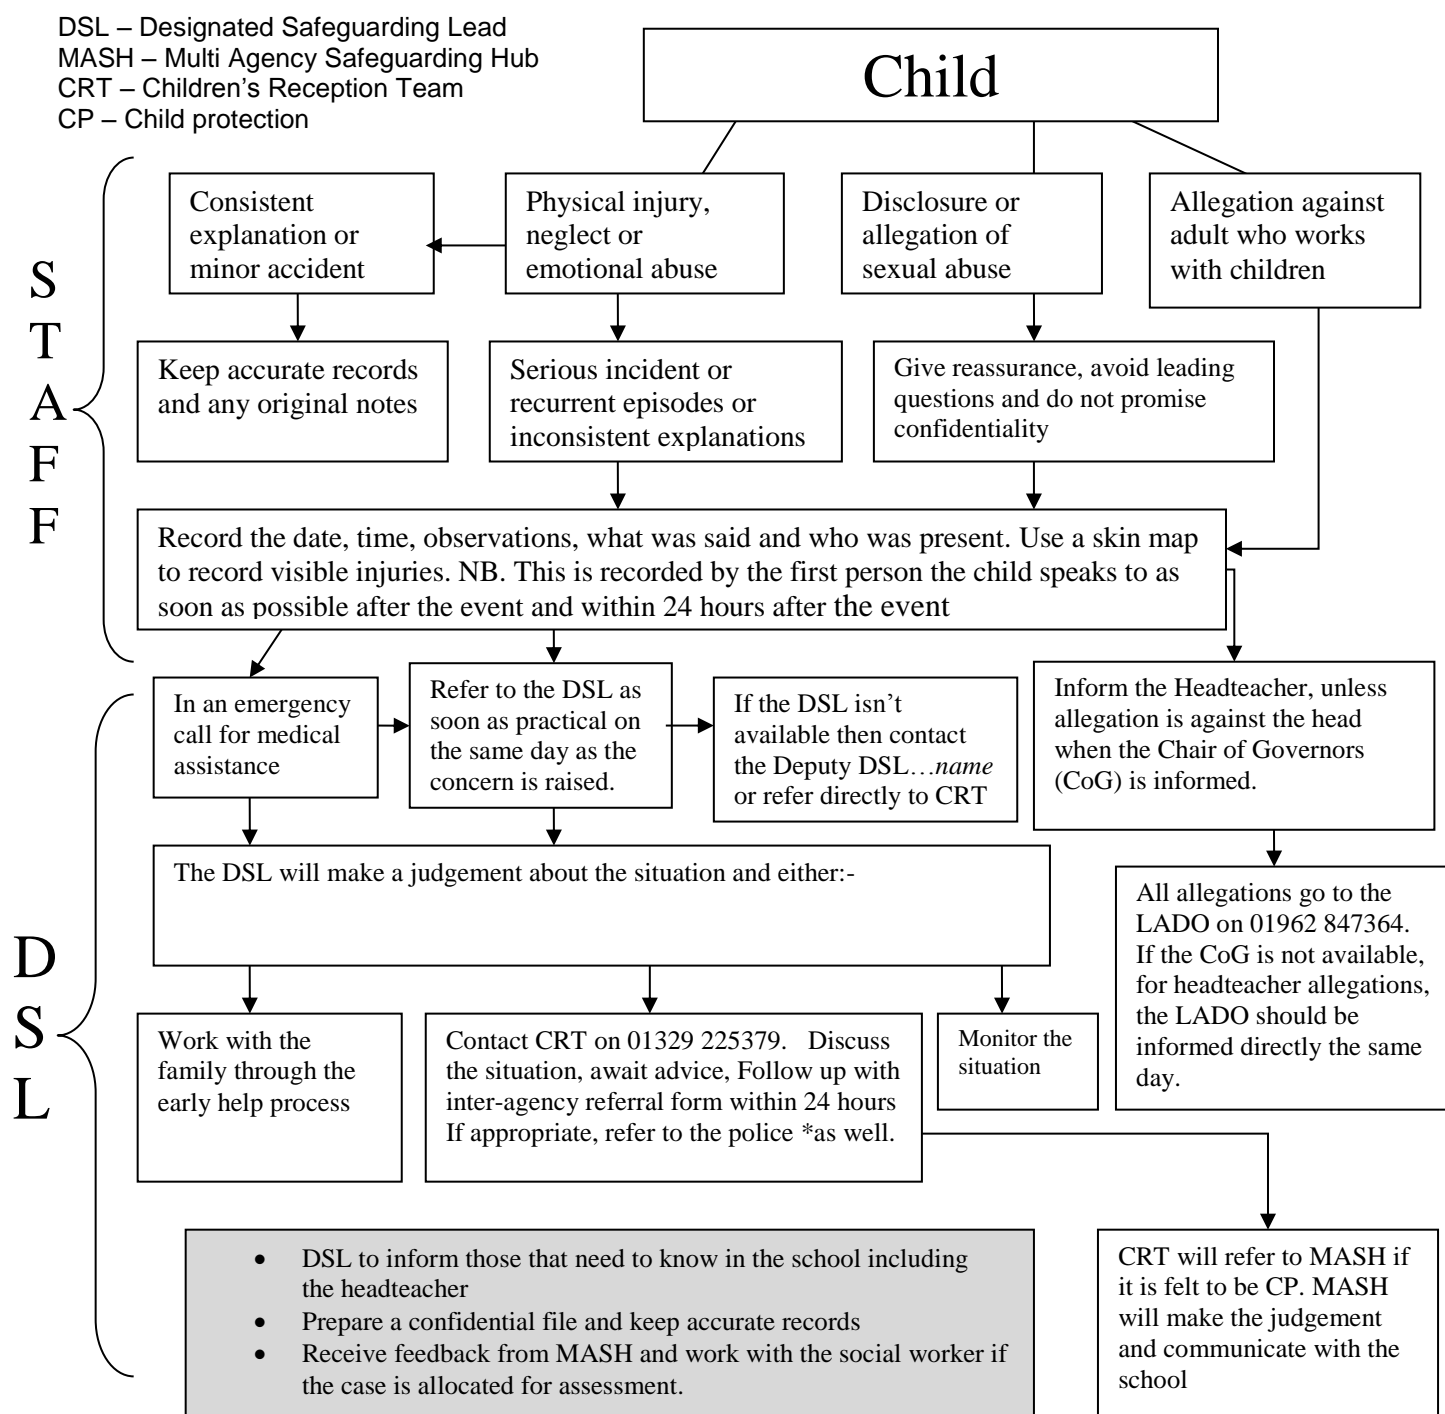 DSL – Designated Safeguarding Lead
MASH – Multi Agency Safeguarding Hub
CRT – Children's Reception Team
CP – Child protection
Child
S
T
A
F
F
Consistent
explanation or
minor accident
Physical injury,
neglect or
emotional abuse
Disclosure or
allegation of
sexual abuse
Allegation against
adult who works
with children
Keep accurate records
and any original notes
Serious incident or
recurrent episodes or
inconsistent explanations
Give reassurance, avoid leading
questions and do not promise
confidentiality
Record the date, time, observations, what was said and who was present. Use a skin map
to record visible injuries. NB. This is recorded by the first person the child speaks to as
soon as possible after the event and within 24 hours after the event
D
S
L
In an emergency
call for medical
assistance
Refer to the DSL as
soon as practical on
the same day as the
concern is raised.
If the DSL isn't
available then contact
the Deputy DSL…name
or refer directly to CRT
Inform the Headteacher, unless
allegation is against the head
when the Chair of Governors
(CoG) is informed.
The DSL will make a judgement about the situation and either:-
All allegations go to the
LADO on 01962 847364.
If the CoG is not available,
for headteacher allegations,
the LADO should be
informed directly the same
day.
Work with the
family through the
early help process
Contact CRT on 01329 225379.   Discuss
the situation, await advice, Follow up with
inter-agency referral form within 24 hours
If appropriate, refer to the police *as well.
Monitor the
situation
• DSL to inform those that need to know in the school including
the headteacher
• Prepare a confidential file and keep accurate records
• Receive feedback from MASH and work with the social worker if
the case is allocated for assessment.
CRT will refer to MASH if
it is felt to be CP. MASH
will make the judgement
and communicate with the
school